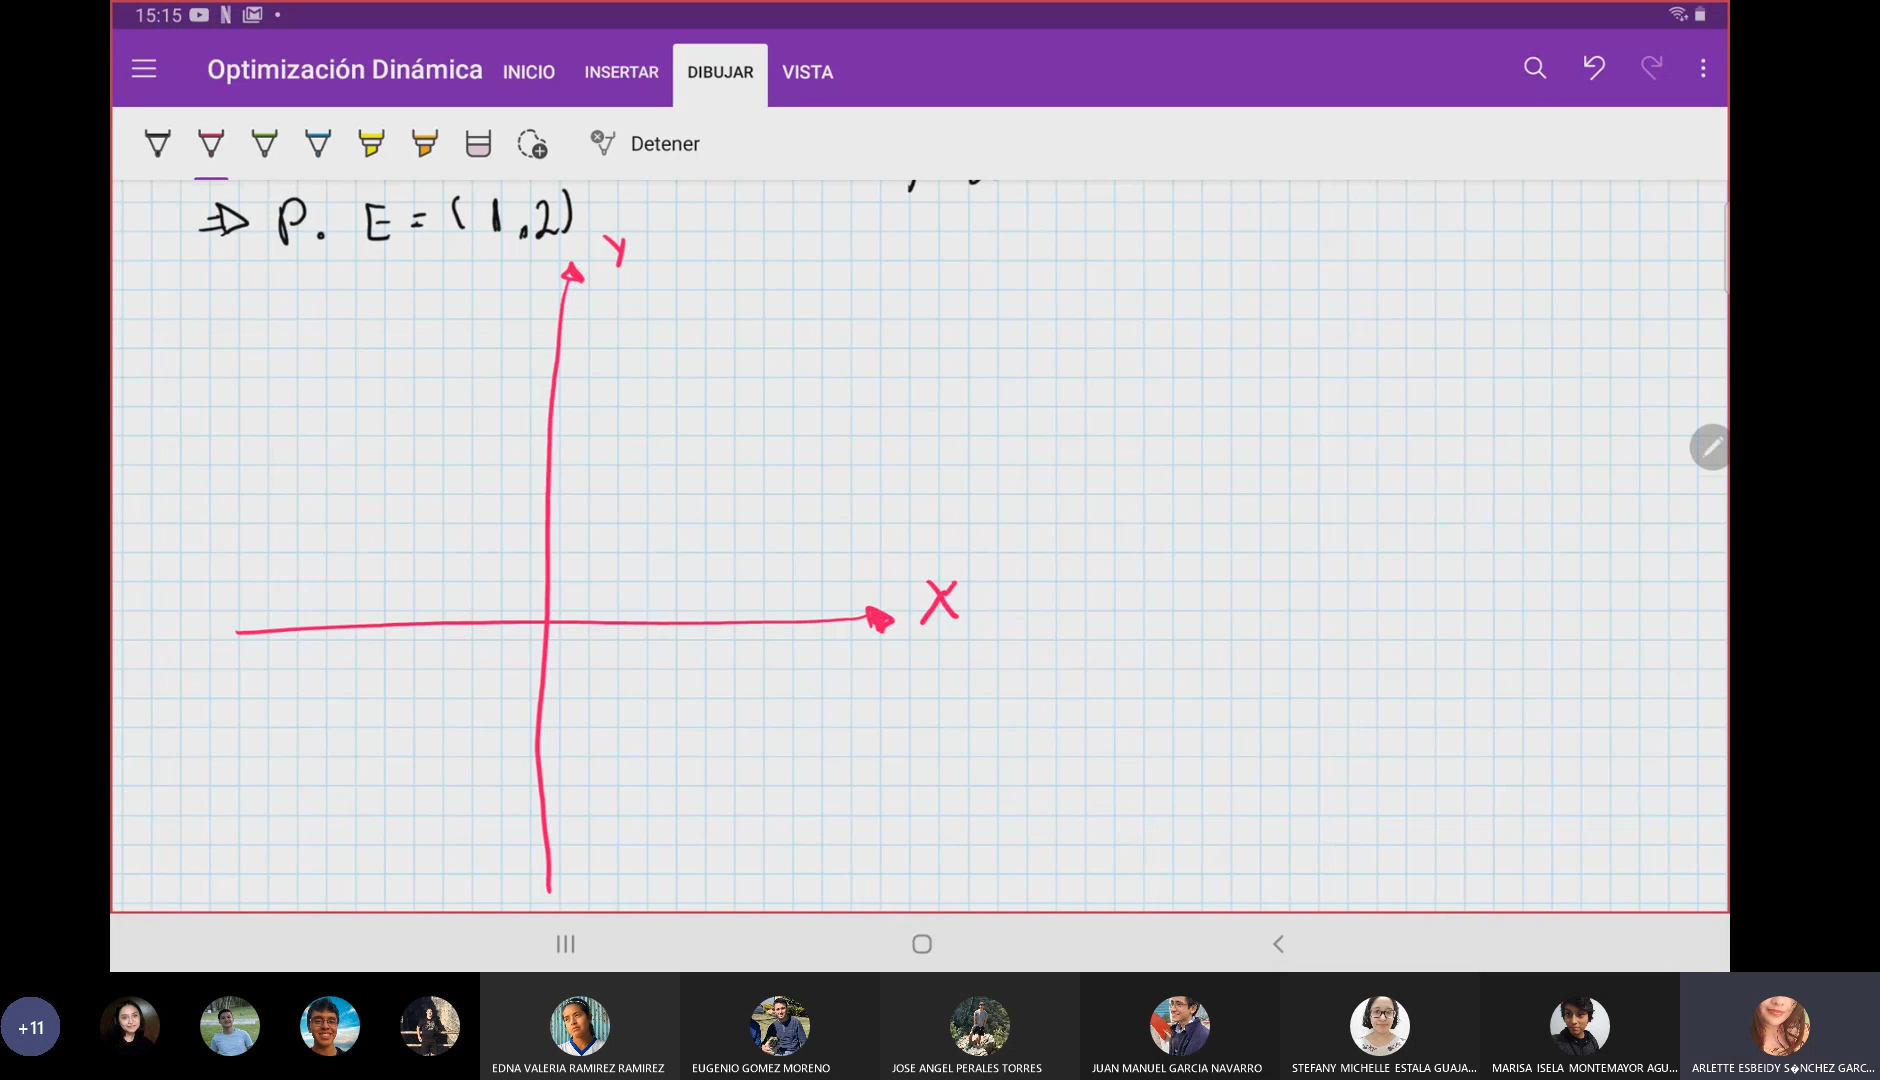 15:15
Optimización Dinámica INICIO INSERTAR DIBUJAR VISTA
Detener
⇒ P. E = (1,2)
Y
X
+11
EDNA VALERIA RAMIREZ RAMIREZ
EUGENIO GOMEZ MORENO
JOSE ANGEL PERALES TORRES
JUAN MANUEL GARCIA NAVARRO
STEFANY MICHELLE ESTALA GUAJA...
MARISA ISELA MONTEMAYOR AGU...
ARLETTE ESBEIDY S�NCHEZ GARC...